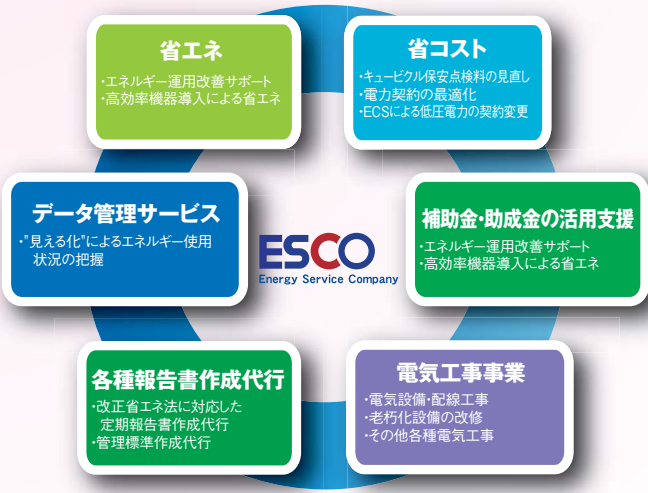 省エネ
・エネルギー運用改善サポート
・高効率機器導入による省エネ
省コスト
・キュービクル保安点検料の見直し
・電力契約の最適化
・ECSによる低圧電力の契約変更
データ管理サービス
・"見える化"によるエネルギー使用
状況の把握
ESCO
Energy Service Company
補助金・助成金の活用支援
・エネルギー運用改善サポート
・高効率機器導入による省エネ
各種報告書作成代行
・改正省エネ法に対応した
定期報告書作成代行
・管理標準作成代行
電気工事事業
・電気設備・配線工事
・老朽化設備の改修
・その他各種電気工事